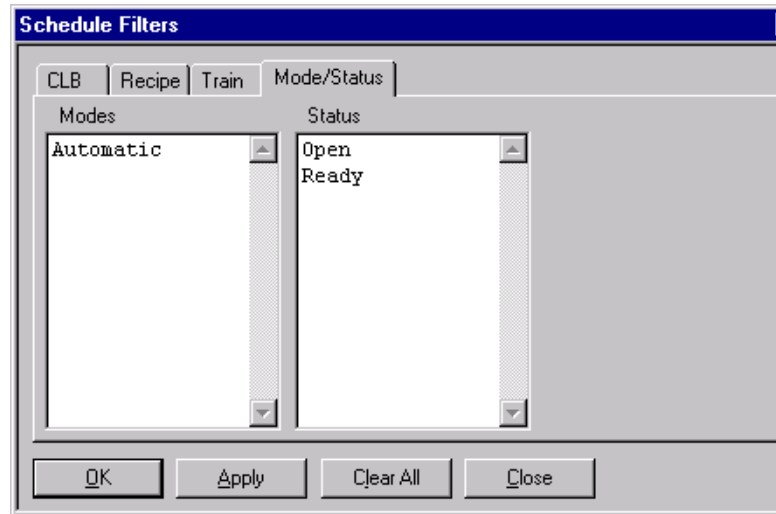 Schedule Filters
CLB Recipe Train Mode/Status
Modes Status
Automatic Open
Ready
OK Apply Clear All Close